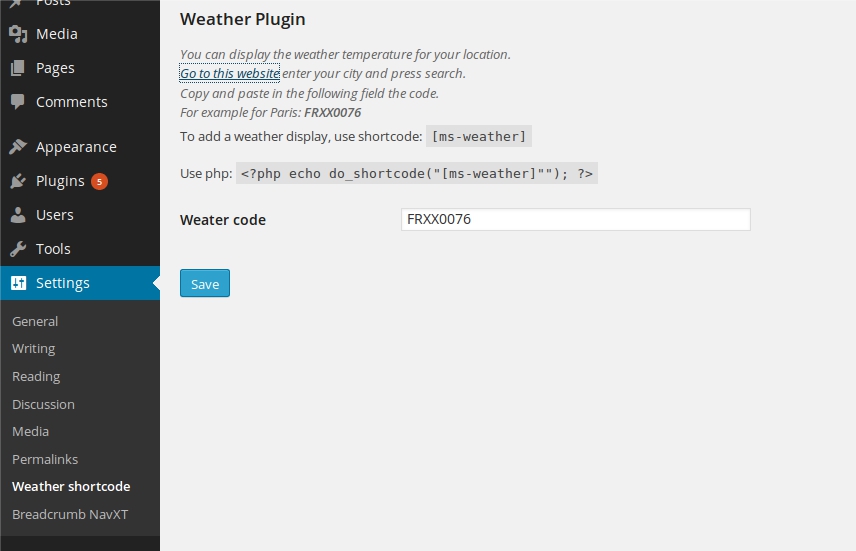 Posts
Media
Pages
Comments
Appearance
Plugins 5
Users
Tools
Settings
General
Writing
Reading
Discussion
Media
Permalinks
Weather shortcode
Breadcrumb NavXT
Weather Plugin
You can display the weather temperature for your location.
Go to this website enter your city and press search.
Copy and paste in the following field the code.
For example for Paris: FRXX0076
To add a weather display, use shortcode: [ms-weather]
Use php: <?php echo do_shortcode("[ms-weather]""); ?>
Weater code FRXX0076
Save